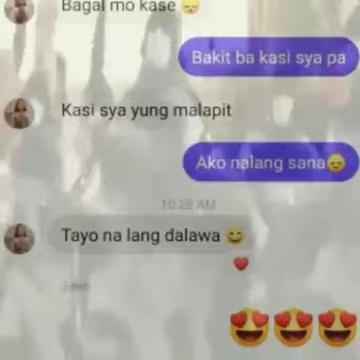 Bagal mo kase 😴
Bakit ba kasi sya pa
Kasi sya yung malapit
Ako nalang sana😴
10:28 AM
Tayo na lang dalawa 😅
❤️
Seen
😍😍😍